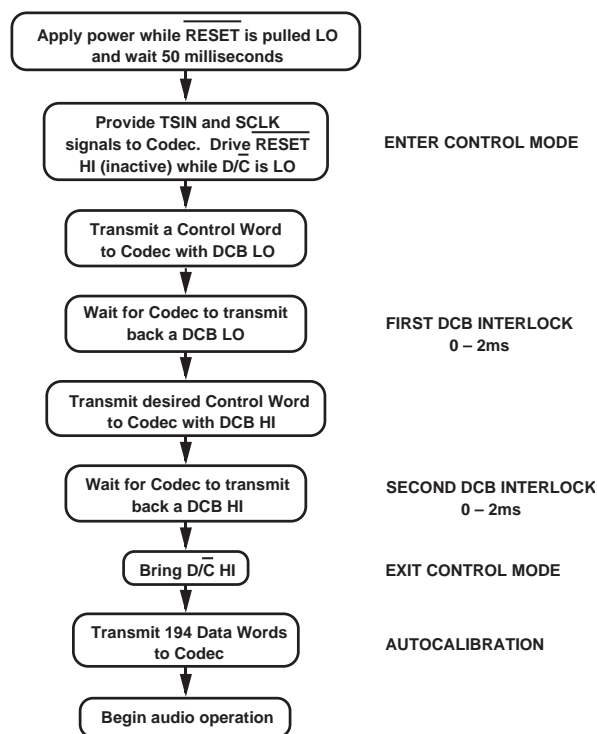 Apply power while RESET is pulled LO
and wait 50 milliseconds
Provide TSIN and SCLK
signals to Codec. Drive RESET
HI (inactive) while D/C is LO
ENTER CONTROL MODE
Transmit a Control Word
to Codec with DCB LO
Wait for Codec to transmit
back a DCB LO
FIRST DCB INTERLOCK
0 – 2ms
Transmit desired Control Word
to Codec with DCB HI
Wait for Codec to transmit
back a DCB HI
SECOND DCB INTERLOCK
0 – 2ms
Bring D/C HI
EXIT CONTROL MODE
Transmit 194 Data Words
to Codec
AUTOCALIBRATION
Begin audio operation